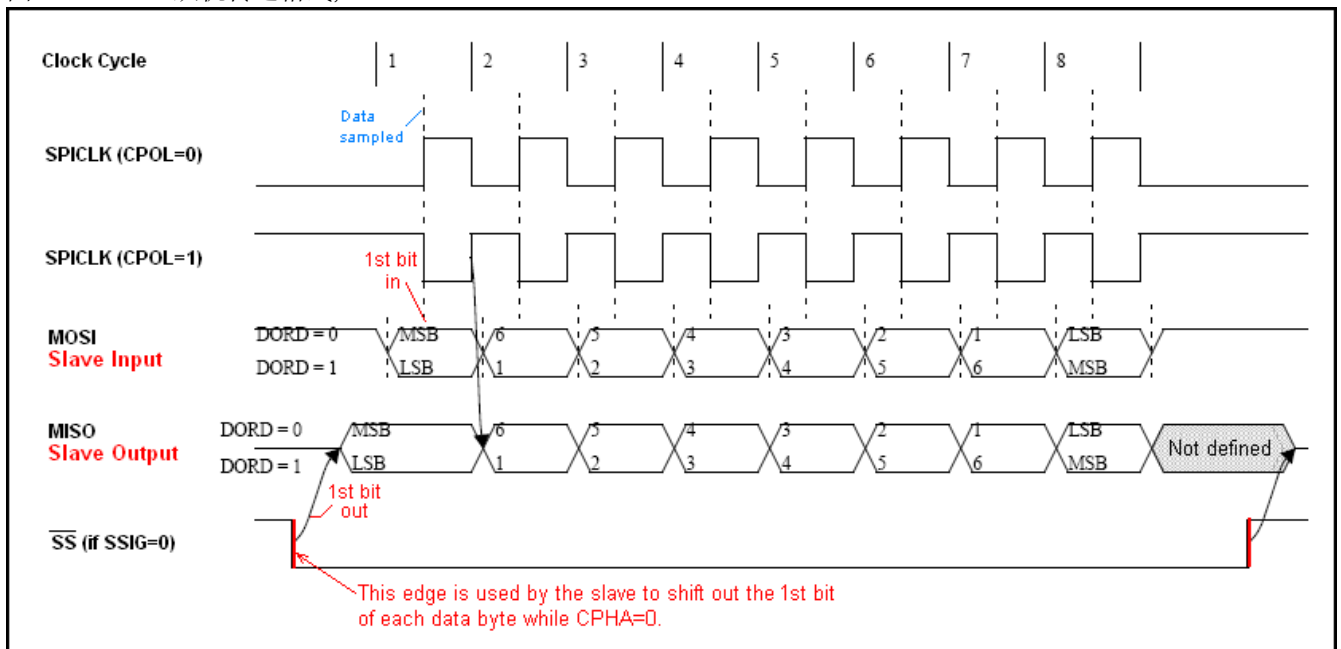 Clock Cycle 1 2 3 4 5 6 7 8
Data
sampled
SPICLK (CPOL=0)
SPICLK (CPOL=1)
1st bit
in
MOSI
Slave Input
DORD = 0 MSB 6 5 4 3 2 1 LSB
DORD = 1 LSB 1 2 3 4 5 6 MSB
MISO
Slave Output
DORD = 0 MSB 6 5 4 3 2 1 LSB
DORD = 1 LSB 1 2 3 4 5 6 MSB
Not defined
1st bit
out
SS (if SSIG=0)
This edge is used by the slave to shift out the 1st bit
of each data byte while CPHA=0.